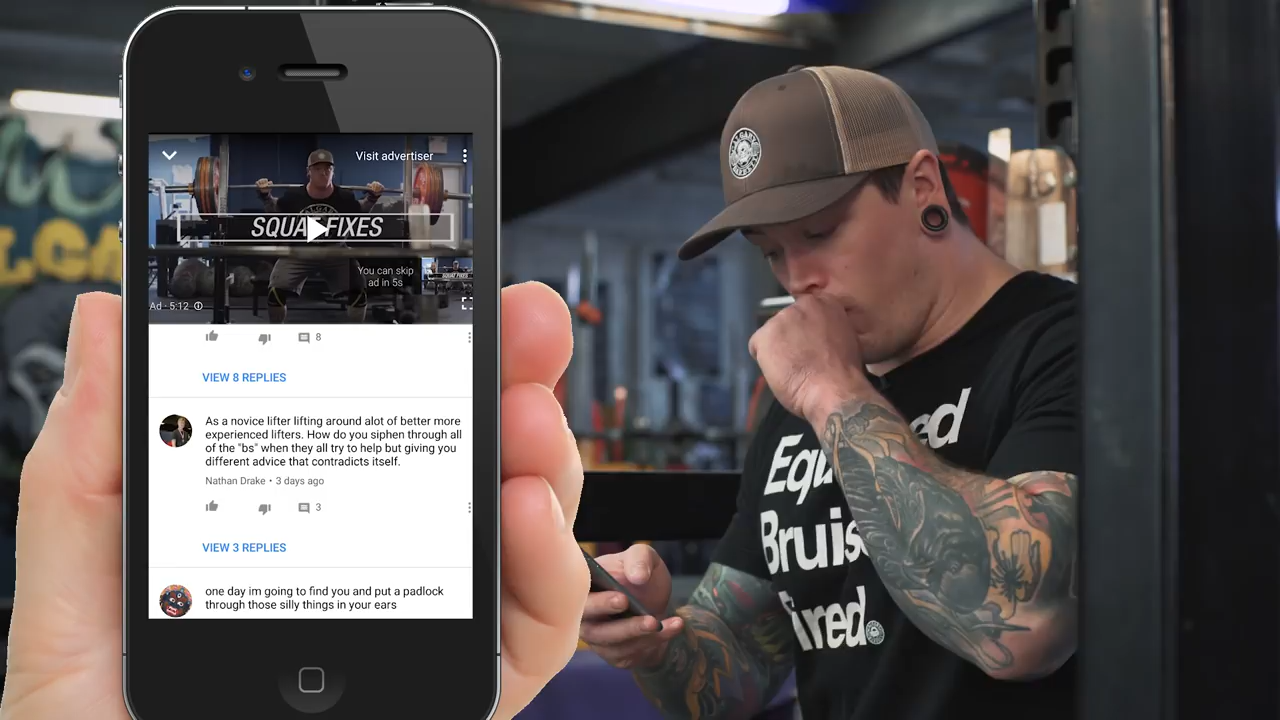 Visit advertiser
SQUAT FIXES
You can skip
ad in 5s
SQUAT FIXES
Ad · 5:12
8
VIEW 8 REPLIES
As a novice lifter lifting around alot of better more
experienced lifters. How do you siphen through all
of the "bs" when they all try to help but giving you
different advice that contradicts itself.
Nathan Drake • 3 days ago
3
VIEW 3 REPLIES
one day im going to find you and put a padlock
through those silly things in your ears
CALGARY
BARBELL